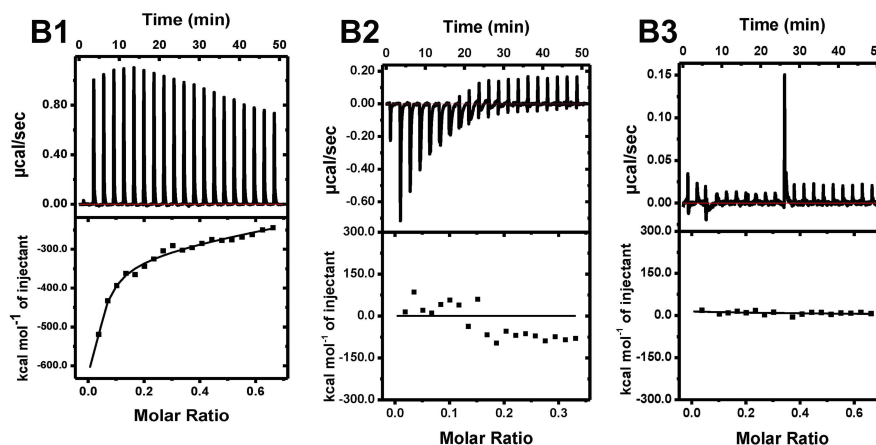 B1
Time (min)
0 10 20 30 40 50
0.80
0.40
0.00
µcal/sec
-300.0
-400.0
-500.0
-600.0
kcal mol⁻¹ of injectant
0.0 0.2 0.4 0.6
Molar Ratio
B2
Time (min)
0 10 20 30 40 50
0.20
0.00
-0.20
-0.40
-0.60
µcal/sec
300.0
150.0
0.0
-150.0
-300.0
kcal mol⁻¹ of injectant
0.0 0.1 0.2 0.3
Molar Ratio
B3
Time (min)
0 10 20 30 40 50
0.15
0.10
0.05
0.00
µcal/sec
300.0
150.0
0.0
-150.0
-300.0
kcal mol⁻¹ of injectant
0.0 0.2 0.4 0.6
Molar Ratio